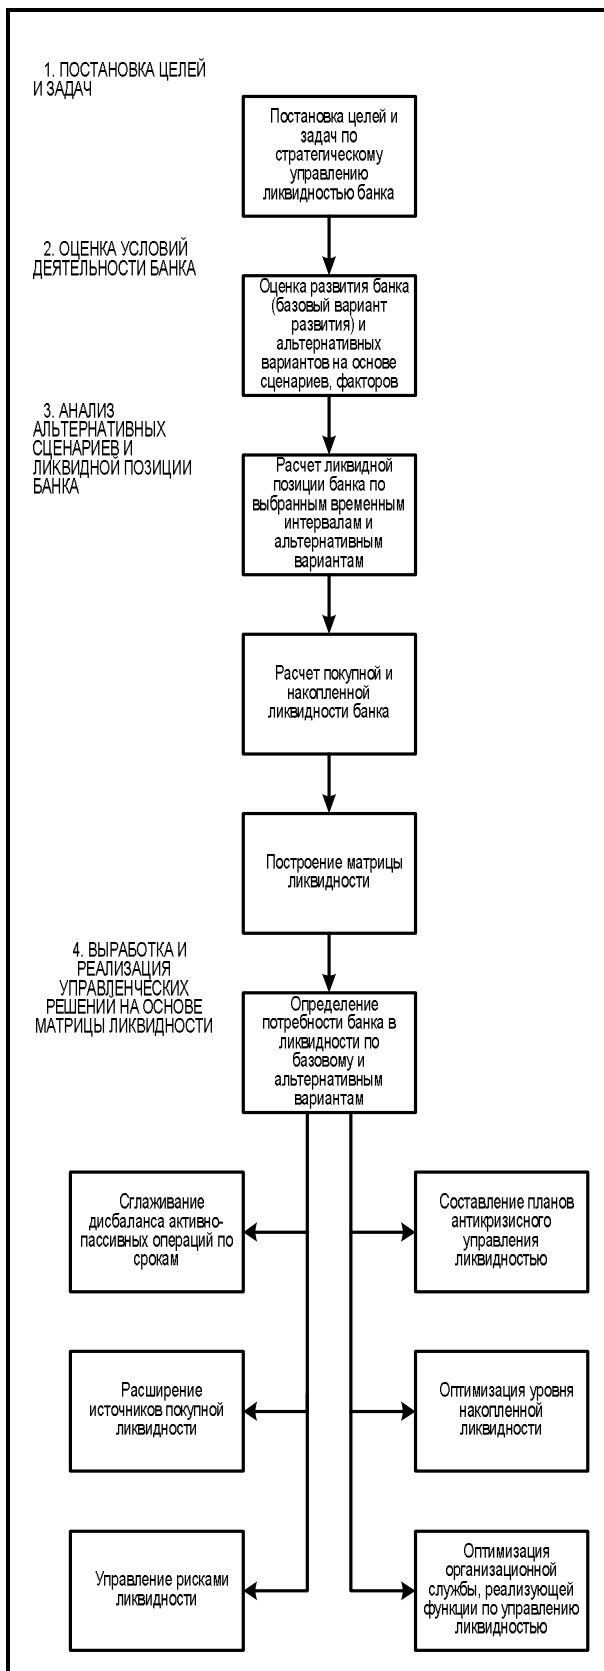 1. ПОСТАНОВКА ЦЕЛЕЙ
И ЗАДАЧ
Постановка целей и
задач по
стратегическому
управлению
ликвидностью банка
2. ОЦЕНКА УСЛОВИЙ
ДЕЯТЕЛЬНОСТИ БАНКА
Оценка развития банка
(базовый вариант
развития) и
альтернативных
вариантов на основе
сценариев, факторов
3. АНАЛИЗ
АЛЬТЕРНАТИВНЫХ
СЦЕНАРИЕВ И
ЛИКВИДНОЙ ПОЗИЦИИ
БАНКА
Расчет ликвидной
позиции банка по
выбранным временным
интервалам и
альтернативным
вариантам
Расчет покупной и
накопленной
ликвидности банка
Построение матрицы
ликвидности
4. ВЫРАБОТКА И
РЕАЛИЗАЦИЯ
УПРАВЛЕНЧЕСКИХ
РЕШЕНИЙ НА ОСНОВЕ
МАТРИЦЫ ЛИКВИДНОСТИ
Определение
потребности банка в
ликвидности по
базовому и
альтернативным
вариантам
Сглаживание
дисбаланса активно-
пассивных операций по
срокам
Составление планов
антикризисного
управления
ликвидностью
Расширение
источников покупной
ликвидности
Оптимизация уровня
накопленной
ликвидности
Управление рисками
ликвидности
Оптимизация
организационной
службы, реализующей
функции по управлению
ликвидностью